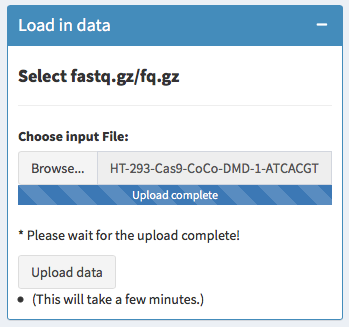 Load in data
Select fastq.gz/fq.gz
Choose input File:
Browse... HT-293-Cas9-CoCo-DMD-1-ATCACGT
Upload complete
* Please wait for the upload complete!
Upload data
(This will take a few minutes.)